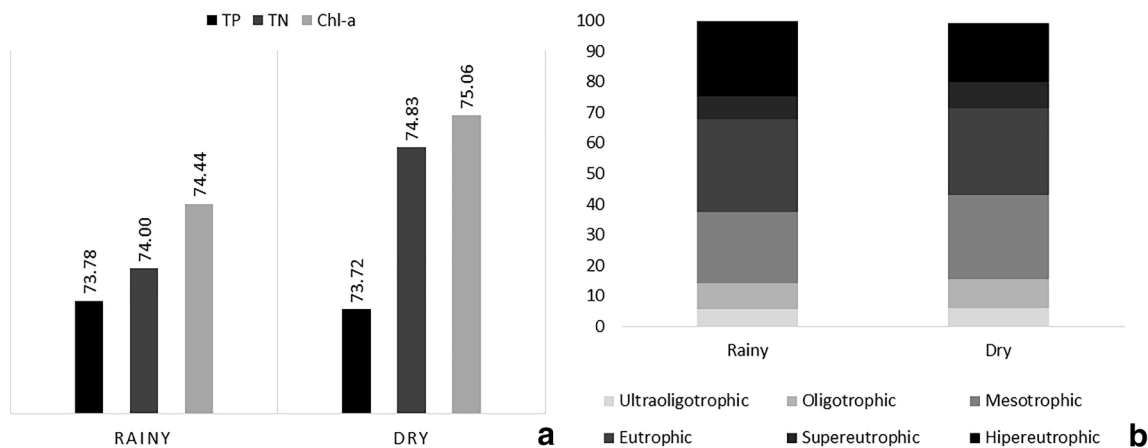 TP TN Chl-a
73.78
74.00
74.44
73.72
74.83
75.06
RAINY DRY
a
100
90
80
70
60
50
40
30
20
10
0
Rainy Dry
Ultraoligotrophic Oligotrophic Mesotrophic
Eutrophic Supereutrophic Hipereutrophic
b